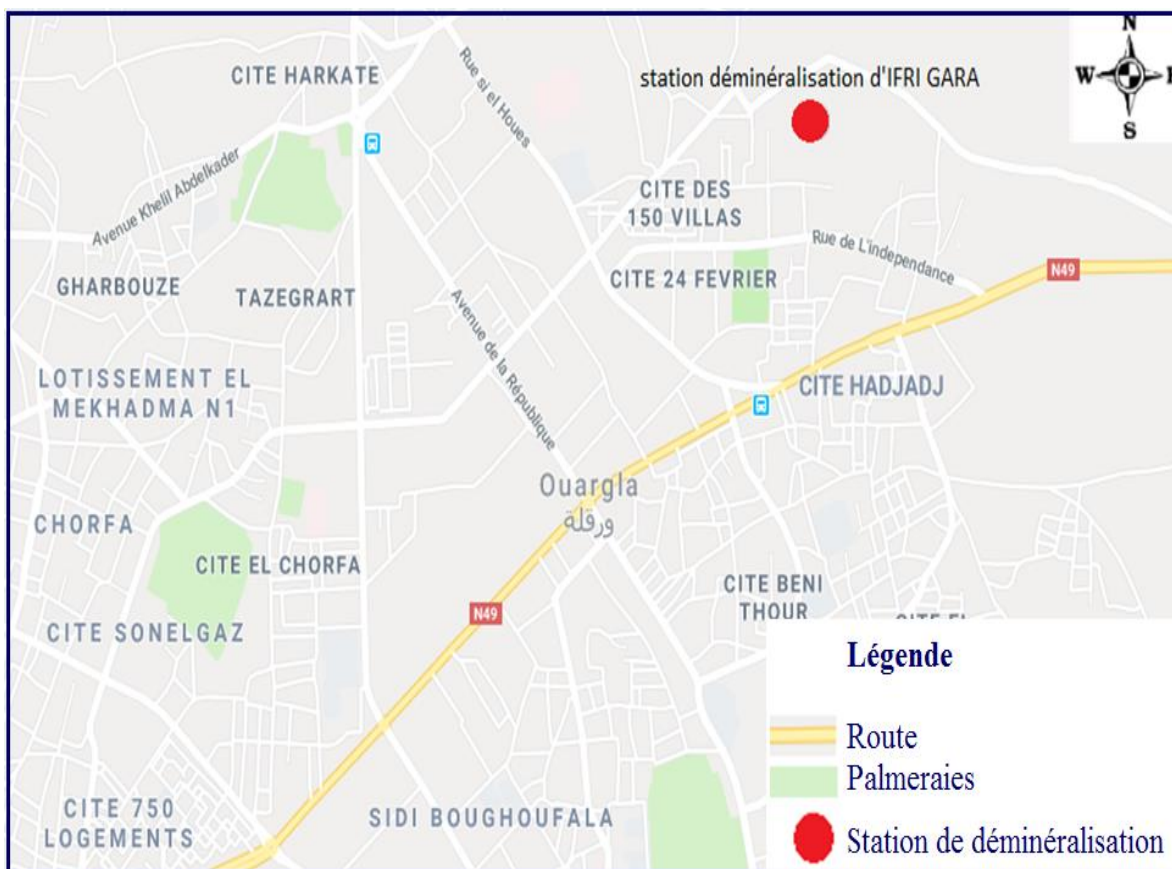 N
W
E
S
station déminéralisation d'IFRI GARA
CITE HARKATE
Rue si el Houes
Avenue Khelil Abdelkader
CITE DES
150 VILLAS
Rue de L'independance
GHARBOUZE
TAZEGRART
CITE 24 FEVRIER
N49
Avenue de la République
LOTISSEMENT EL
MEKHADMA N1
CITE HADJADJ
Ouargla
ورقلة
CHORFA
CITE EL CHORFA
CITE BENI
THOUR
N49
CITE SONELGAZ
CITE 750
LOGEMENTS
SIDI BOUGHOUFALA
Légende
Route
Palmeraies
Station de déminéralisation